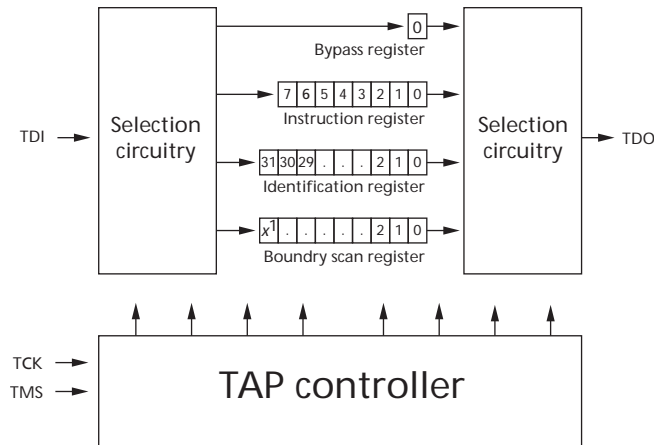 0
Bypass register
7 6 5 4 3 2 1 0
Instruction register
TDI
Selection
circuitry
Selection
circuitry
TDO
31 30 29 . . . 2 1 0
Identification register
x1 . . . . . 2 1 0
Boundry scan register
TCK
TMS
TAP controller